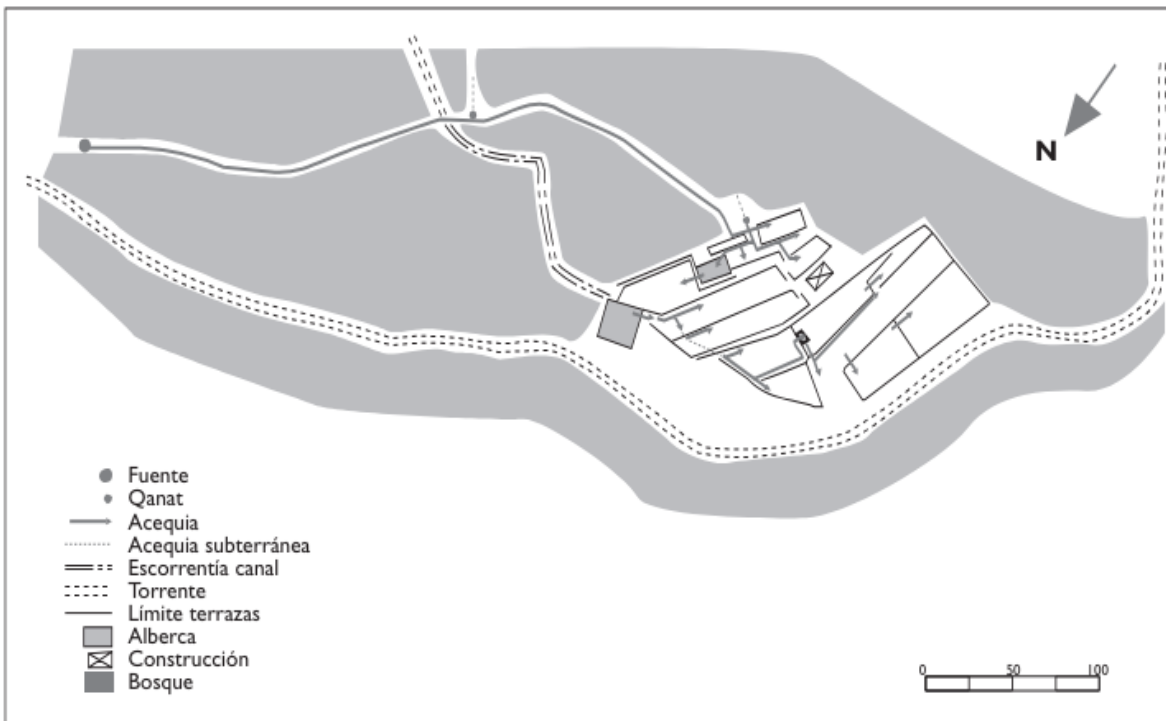 N
Fuente
Qanat
Acequia
Acequia subterránea
Escorrentía canal
Torrente
Límite terrazas
Alberca
Construcción
Bosque
0 50 100